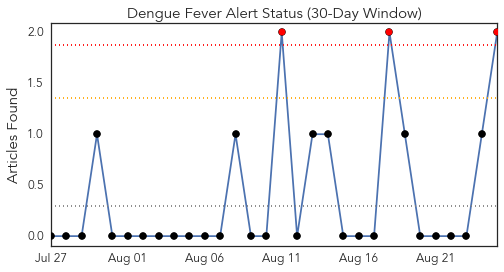 Dengue Fever Alert Status (30-Day Window)
2.0
1.5
1.0
0.5
0.0
Articles Found
Jul 27 Aug 01 Aug 06 Aug 11 Aug 16 Aug 21